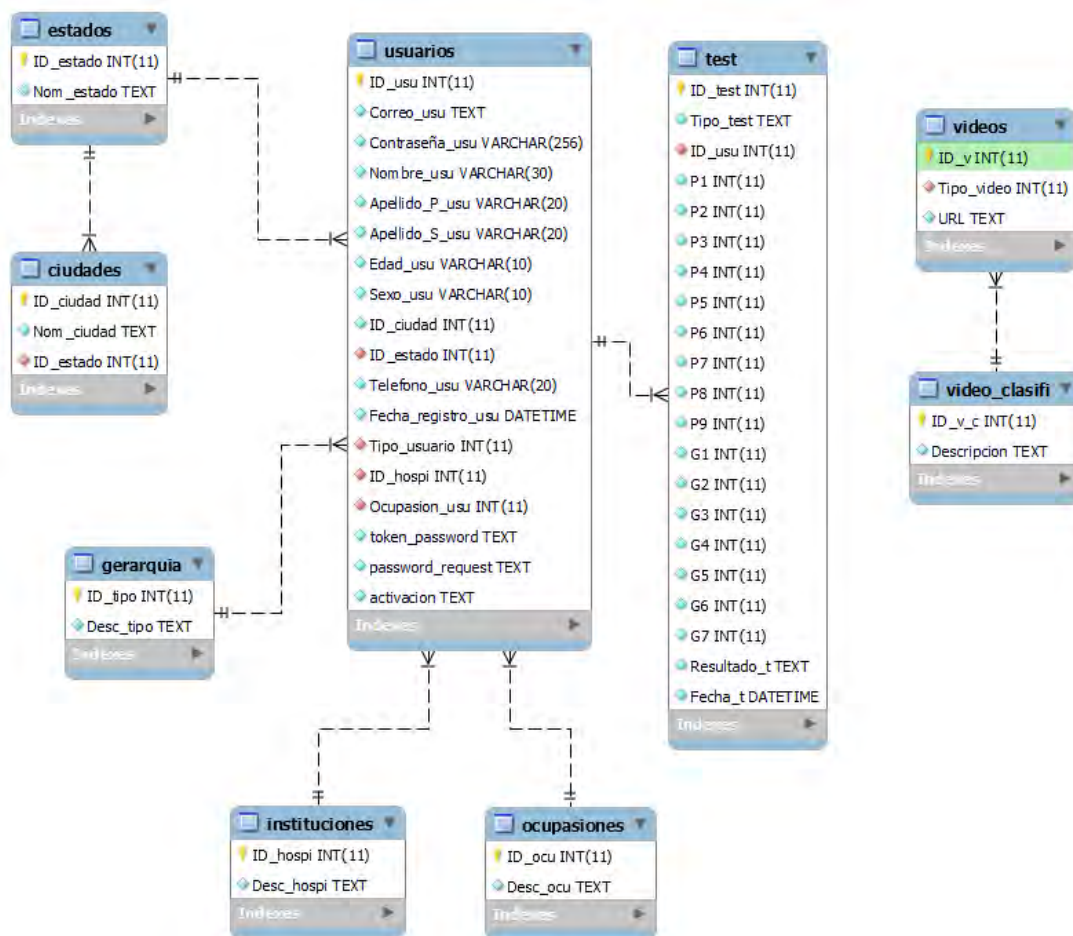 estados
ID_estado INT(11)
Nom_estado TEXT
Indexes
ciudades
ID_ciudad INT(11)
Nom_ciudad TEXT
ID_estado INT(11)
Indexes
gerarquia
ID_tipo INT(11)
Desc_tipo TEXT
Indexes
usuarios
ID_usu INT(11)
Correo_usu TEXT
Contraseña_usu VARCHAR(256)
Nombre_usu VARCHAR(30)
Apellido_P_usu VARCHAR(20)
Apellido_S_usu VARCHAR(20)
Edad_usu VARCHAR(10)
Sexo_usu VARCHAR(10)
ID_ciudad INT(11)
ID_estado INT(11)
Telefono_usu VARCHAR(20)
Fecha_registro_usu DATETIME
Tipo_usuario INT(11)
ID_hospi INT(11)
Ocupasion_usu INT(11)
token_password TEXT
password_request TEXT
activacion TEXT
Indexes
instituciones
ID_hospi INT(11)
Desc_hospi TEXT
Indexes
ocupasiones
ID_ocu INT(11)
Desc_ocu TEXT
Indexes
test
ID_test INT(11)
Tipo_test TEXT
ID_usu INT(11)
P1 INT(11)
P2 INT(11)
P3 INT(11)
P4 INT(11)
P5 INT(11)
P6 INT(11)
P7 INT(11)
P8 INT(11)
P9 INT(11)
G1 INT(11)
G2 INT(11)
G3 INT(11)
G4 INT(11)
G5 INT(11)
G6 INT(11)
G7 INT(11)
Resultado_t TEXT
Fecha_t DATETIME
Indexes
videos
ID_v INT(11)
Tipo_video INT(11)
URL TEXT
Indexes
video_clasifi
ID_v_c INT(11)
Descripcion TEXT
Indexes